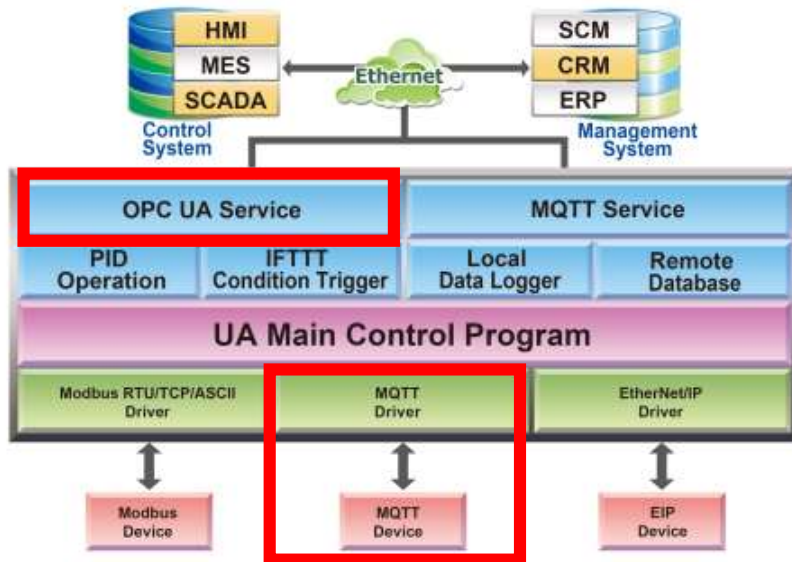 HMI
MES
SCADA
Control
System
Ethernet
SCM
CRM
ERP
Management
System
OPC UA Service
MQTT Service
PID
Operation
IFTTT
Condition Trigger
Local
Data Logger
Remote
Database
UA Main Control Program
Modbus RTU/TCP/ASCII
Driver
MQTT
Driver
EtherNet/IP
Driver
Modbus
Device
MQTT
Device
EIP
Device